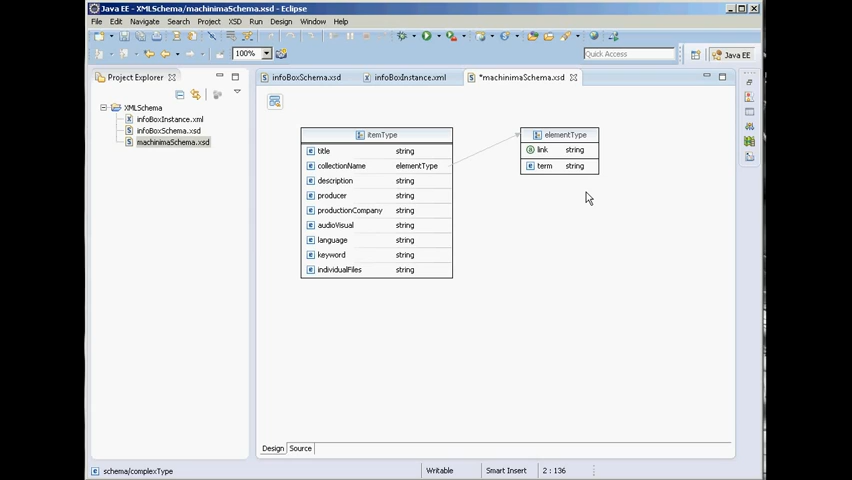 Java EE - XMLSchema/machinimaSchema.xsd - Eclipse
File Edit Navigate Search Project XSD Run Design Window Help
100%
Quick Access
Java EE
Project Explorer
infoBoxSchema.xsd
infoBoxInstance.xml
*machinimaSchema.xsd
XMLSchema
infoBoxInstance.xml
infoBoxSchema.xsd
machinimaSchema.xsd
itemType
title string
collectionName elementType
description string
producer string
productionCompany string
audioVisual string
language string
keyword string
individualFiles string
elementType
link string
term string
Design Source
schema/complexType
Writable
Smart Insert
2 : 136